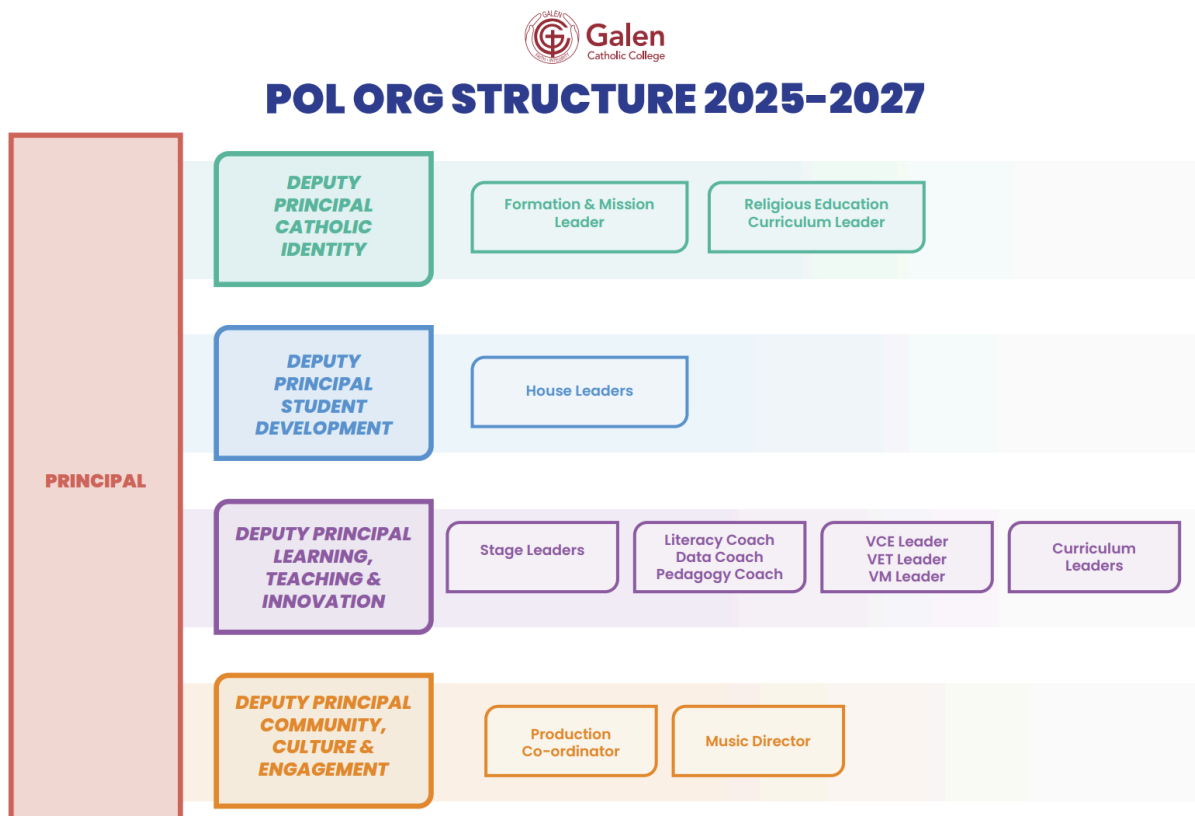 GALEN
Galen
Catholic College
POL ORG STRUCTURE 2025-2027
PRINCIPAL
DEPUTY
PRINCIPAL
CATHOLIC
IDENTITY
Formation & Mission
Leader
Religious Education
Curriculum Leader
DEPUTY
PRINCIPAL
STUDENT
DEVELOPMENT
House Leaders
DEPUTY PRINCIPAL
LEARNING,
TEACHING &
INNOVATION
Stage Leaders
Literacy Coach
Data Coach
Pedagogy Coach
VCE Leader
VET Leader
VM Leader
Curriculum
Leaders
DEPUTY PRINCIPAL
COMMUNITY,
CULTURE &
ENGAGEMENT
Production
Co-ordinator
Music Director